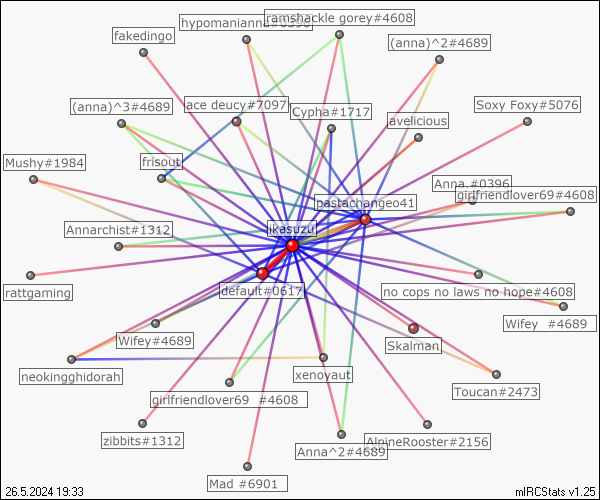 ramshackle gorey#4608
hypomanianna#0396
fakedingo
(anna)^2#4689
(anna)^3#4689
ace deucy#7097
Cypha#1717
avelicious
Soxy Foxy#5076
Mushy#1984
frisout
Anna.#0396
girlfriendlover69#4608
pastachangeo41
Annarchist#1312
ikasuzu
rattgaming
default#0617
no cops no laws no hope#4608
Wifey  #4689
Wifey#4689
Skalman
neokingghidorah
xenoyaut
Toucan#2473
girlfriendlover69  #4608
zibbits#1312
Anna^2#4689
AlpineRooster#2156
Mad #6901
26.5.2024 19:33
mIRCStats v1.25